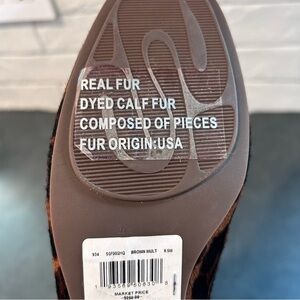 REAL FUR
DYED CALF FUR
COMPOSED OF PIECES
FUR ORIGIN:USA
BROWN MULT
MARKET PRICE